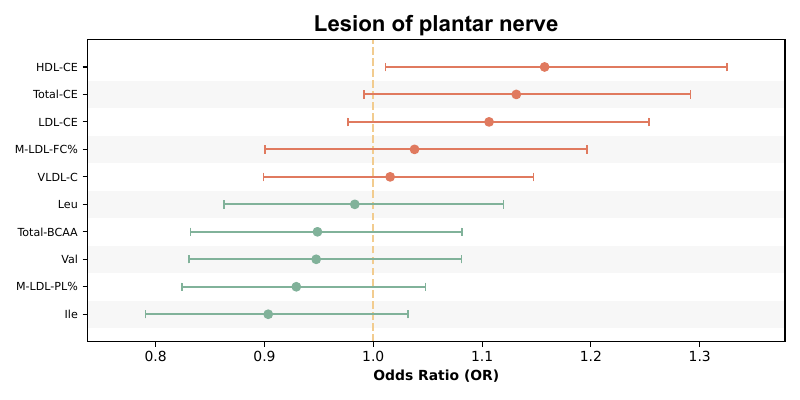 Lesion of plantar nerve
HDL-CE
Total-CE
LDL-CE
M-LDL-FC%
VLDL-C
Leu
Total-BCAA
Val
M-LDL-PL%
Ile
0.8 0.9 1.0 1.1 1.2 1.3
Odds Ratio (OR)